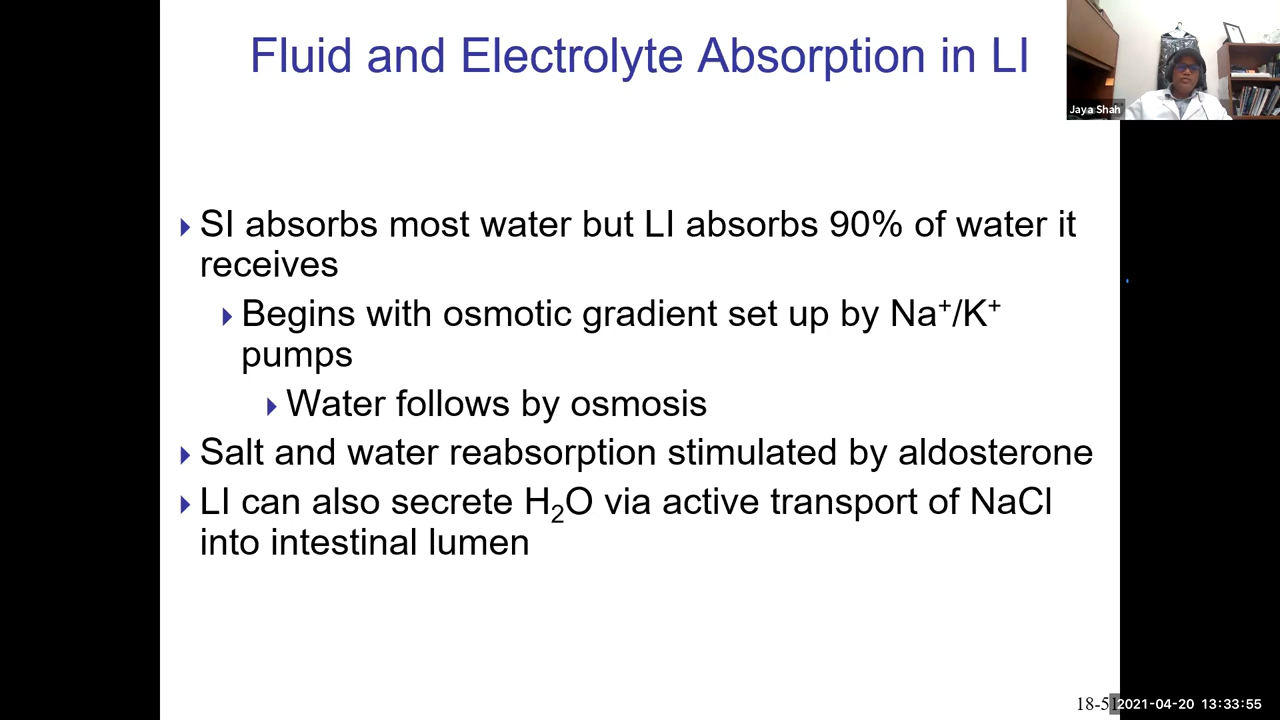 Fluid and Electrolyte Absorption in LI
Jaya Shah
SI absorbs most water but LI absorbs 90% of water it
receives
Begins with osmotic gradient set up by Na⁺/K⁺
pumps
Water follows by osmosis
Salt and water reabsorption stimulated by aldosterone
LI can also secrete H₂O via active transport of NaCl
into intestinal lumen
18-51
2021-04-20 13:33:55